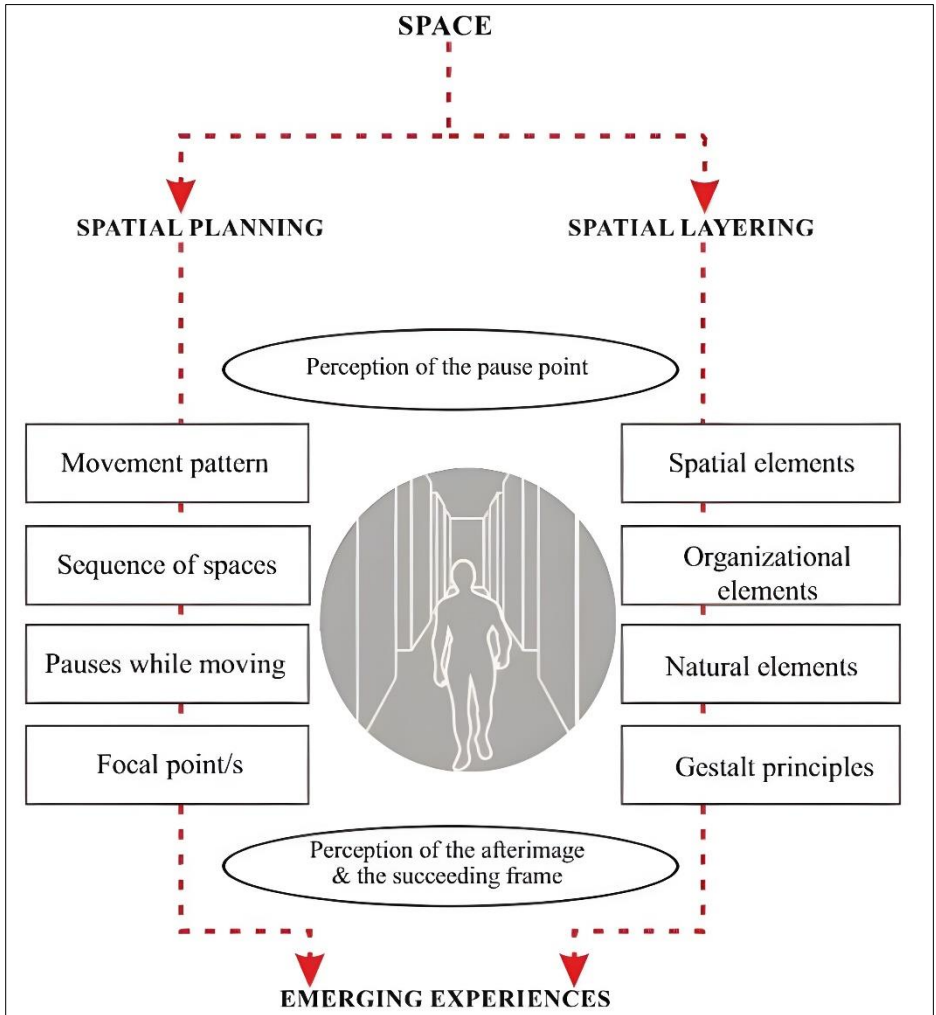 SPACE
SPATIAL PLANNING
SPATIAL LAYERING
Perception of the pause point
Movement pattern
Spatial elements
Sequence of spaces
Organizational
elements
Pauses while moving
Natural elements
Focal point/s
Gestalt principles
Perception of the afterimage
& the succeeding frame
EMERGING EXPERIENCES